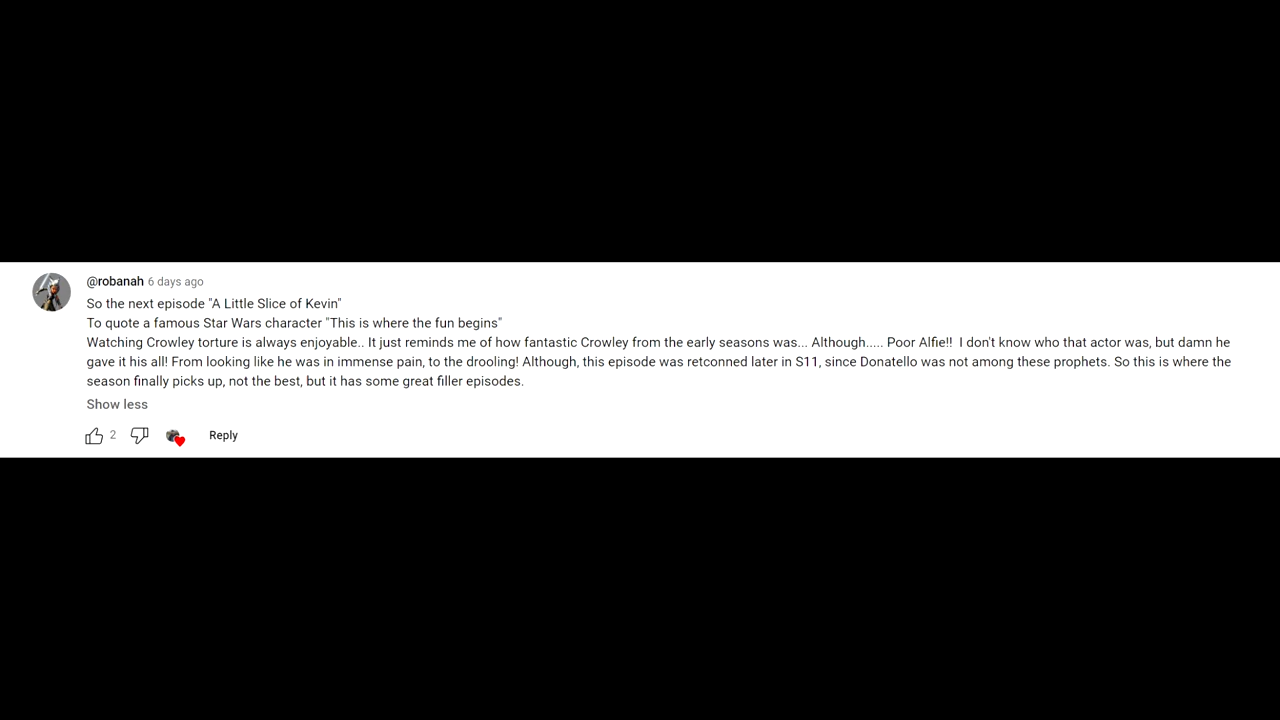 @robanah 6 days ago
So the next episode "A Little Slice of Kevin"
To quote a famous Star Wars character "This is where the fun begins"
Watching Crowley torture is always enjoyable.. It just reminds me of how fantastic Crowley from the early seasons was... Although..... Poor Alfie!!  I don't know who that actor was, but damn he
gave it his all! From looking like he was in immense pain, to the drooling! Although, this episode was retconned later in S11, since Donatello was not among these prophets. So this is where the
season finally picks up, not the best, but it has some great filler episodes.
Show less
2 Reply